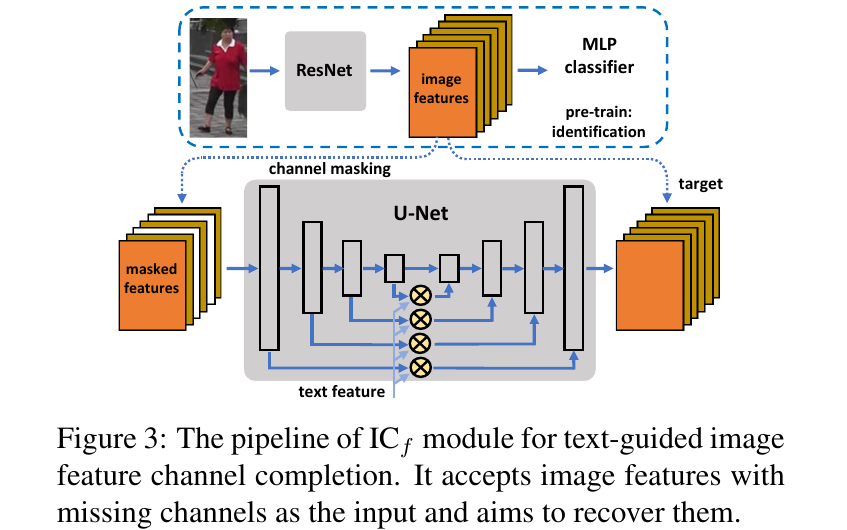 ResNet
image
features
MLP
classifier
pre-train:
identification
channel masking
target
U-Net
masked
features
text feature
Figure 3: The pipeline of ICf module for text-guided image
feature channel completion. It accepts image features with
missing channels as the input and aims to recover them.